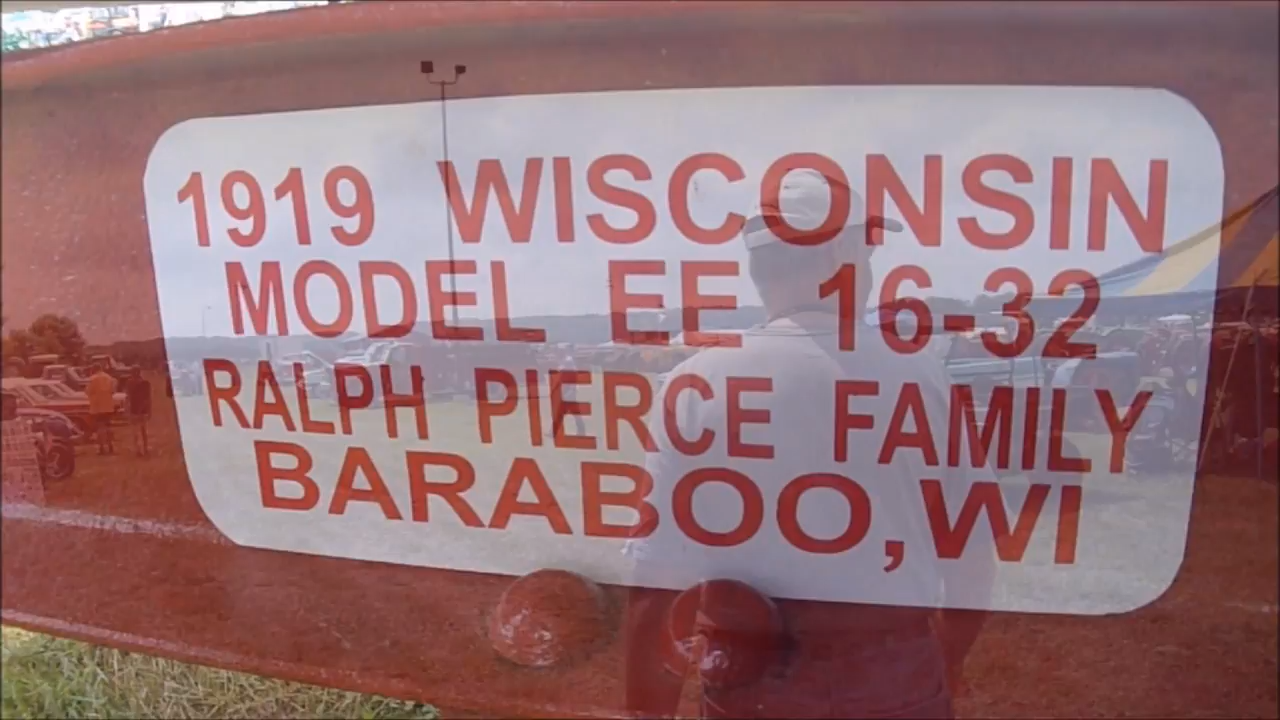 1919 WISCONSIN
MODEL EE 16-32
RALPH PIERCE FAMILY
BARABOO, WI